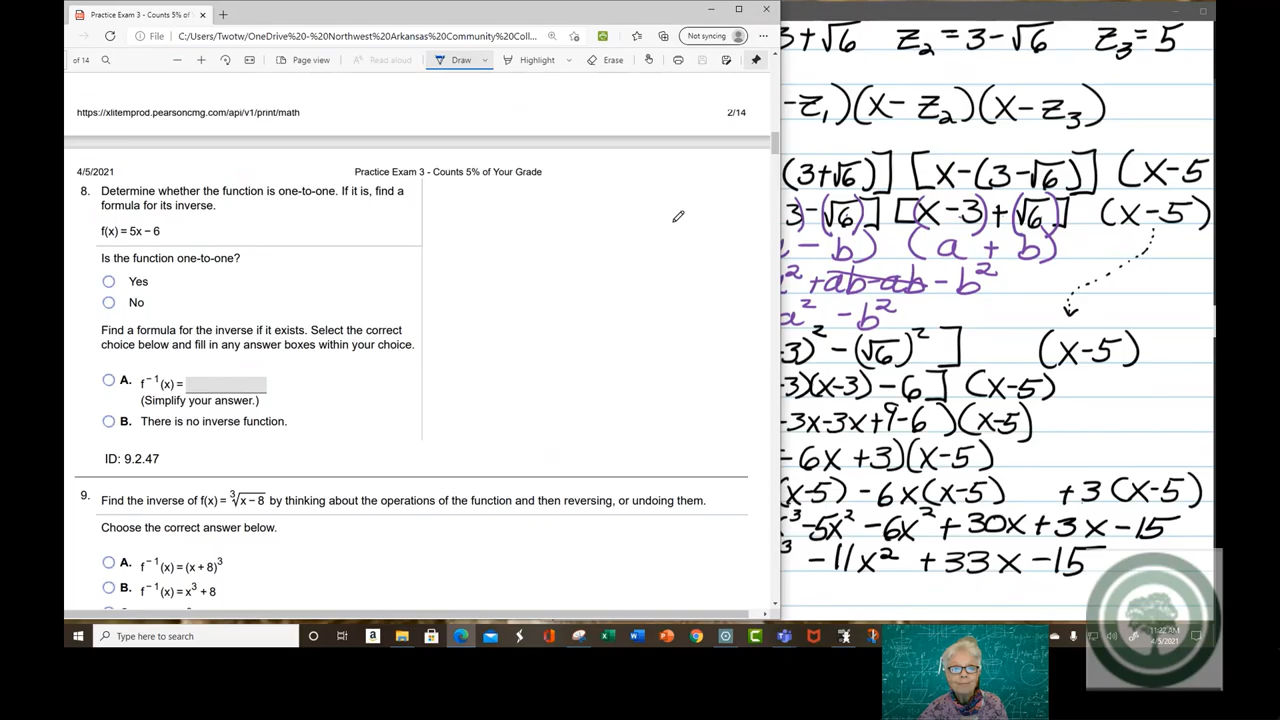 Practice Exam 3 - Counts 5% of
File
C:/Users/Twotw/OneDrive%20-%20Northwest%20Arkansas%20Community%20Coll...
Not syncing
of 14
Page view
Read aloud
Draw
Highlight
Erase
https://xlitemprod.pearsoncmg.com/api/v1/print/math
2/14
4/5/2021
Practice Exam 3 - Counts 5% of Your Grade
8. Determine whether the function is one-to-one. If it is, find a
formula for its inverse.
f(x) = 5x − 6
Is the function one-to-one?
Yes
No
Find a formula for the inverse if it exists. Select the correct
choice below and fill in any answer boxes within your choice.
A. f⁻¹(x) =
(Simplify your answer.)
B. There is no inverse function.
ID: 9.2.47
9. Find the inverse of f(x) = ∛(x − 8) by thinking about the operations of the function and then reversing, or undoing them.
Choose the correct answer below.
A. f⁻¹(x) = (x + 8)³
B. f⁻¹(x) = x³ + 8
3+√6 z₂ = 3−√6 z₃ = 5
−z₁)(x− z₂)(x− z₃)
(3+√6)] [x−(3−√6)] (x−5
3)−(√6)] [(x−3)+(√6)] (x−5)
− b) (a + b)
² +ab−ab − b²
a² − b²
3)² − (√6)²] (x−5)
−3)(x−3) − 6] (x−5)
−3x−3x+9−6)(x−5)
− 6x +3)(x−5)
(x−5) − 6x(x−5) +3(x−5)
³ −5x² −6x² +30x+3x −15
³ −11x² +33x −15
Type here to search
11:22 AM
4/5/2021